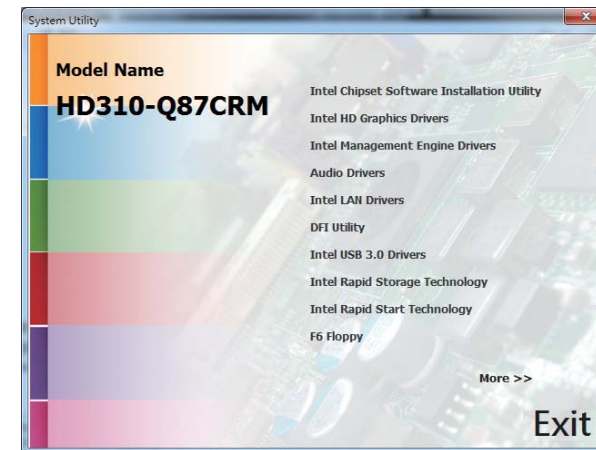 System Utility
Model Name
HD310-Q87CRM
Intel Chipset Software Installation Utility
Intel HD Graphics Drivers
Intel Management Engine Drivers
Audio Drivers
Intel LAN Drivers
DFI Utility
Intel USB 3.0 Drivers
Intel Rapid Storage Technology
Intel Rapid Start Technology
F6 Floppy
More >>
Exit